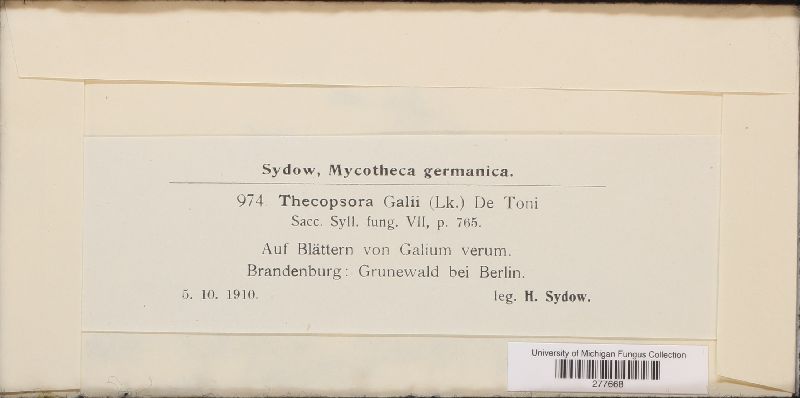 Sydow, Mycotheca germanica.
974. Thecopsora Galii (Lk.) De Toni
Sacc. Syll. fung. VII, p. 765.
Auf Blättern von Galium verum.
Brandenburg: Grunewald bei Berlin.
5. 10. 1910. leg. H. Sydow.
University of Michigan Fungus Collection
277668